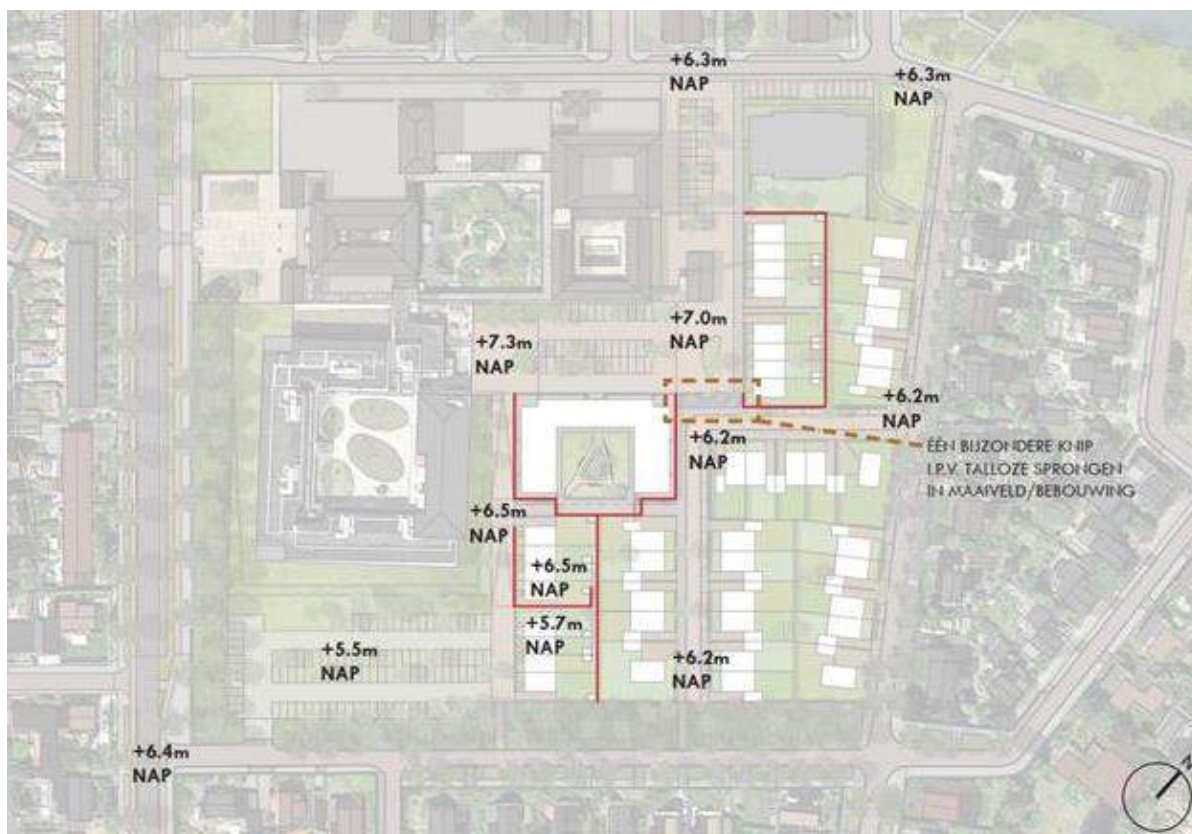 +6.3m
NAP
+6.3m
NAP
+7.0m
NAP
+7.3m
NAP
+6.2m
NAP
+6.2m
NAP
ÉÉN BIJZONDERE KNIP
I.P.V. TALLOZE SPRONGEN
IN MAAIVELD/BEBOUWING
+6.5m
NAP
+6.5m
NAP
+5.7m
NAP
+5.5m
NAP
+6.2m
NAP
+6.4m
NAP
N